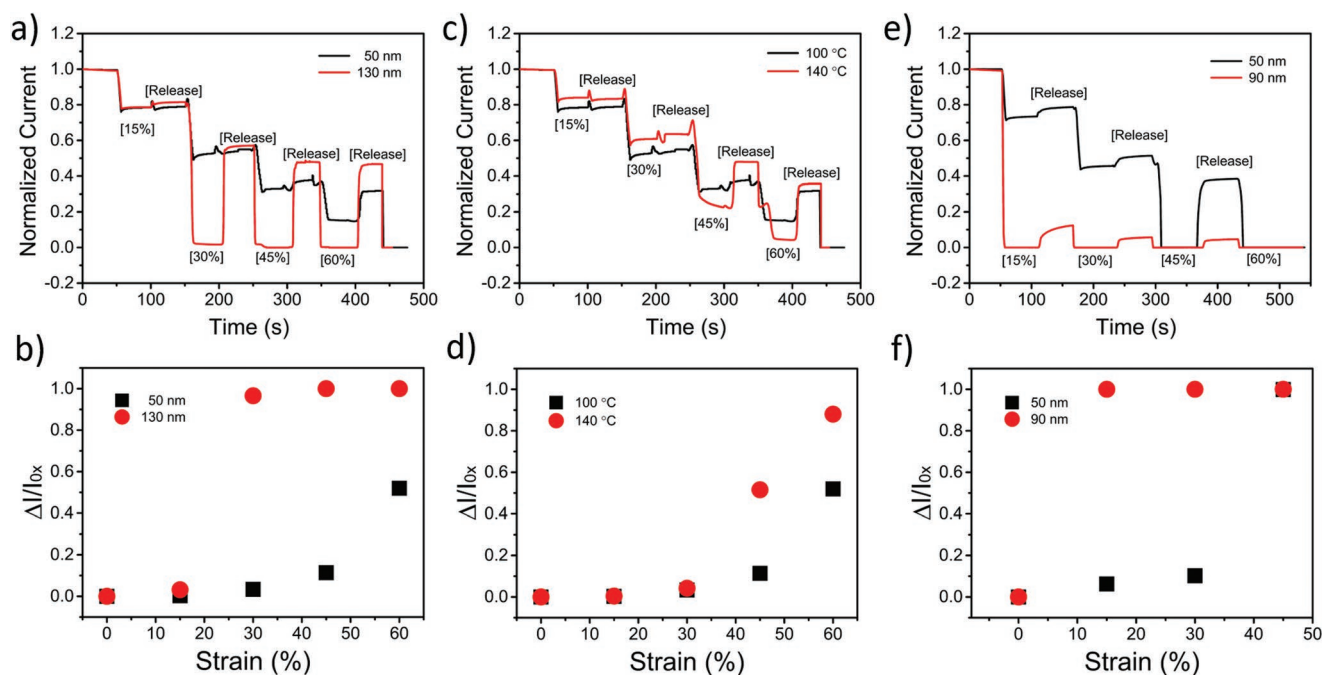 a)
1.2
1.0
0.8
0.6
0.4
0.2
0.0
-0.2
Normalized Current
50 nm
130 nm
[Release]
[15%]
[Release]
[Release]
[Release]
[30%]
[45%]
[60%]
0
100
200
300
400
500
Time (s)
c)
1.2
1.0
0.8
0.6
0.4
0.2
0.0
-0.2
Normalized Current
100 °C
140 °C
[Release]
[15%]
[Release]
[Release]
[30%]
[Release]
[45%]
[60%]
0
100
200
300
400
500
Time (s)
e)
1.2
1.0
0.8
0.6
0.4
0.2
0.0
-0.2
Normalized Current
50 nm
90 nm
[Release]
[Release]
[Release]
[15%]
[30%]
[45%]
[60%]
0
100
200
300
400
500
Time (s)
b)
1.0
0.8
0.6
0.4
0.2
0.0
ΔI/I0x
50 nm
130 nm
0
10
20
30
40
50
60
Strain (%)
d)
1.0
0.8
0.6
0.4
0.2
0.0
ΔI/I0x
100 °C
140 °C
0
10
20
30
40
50
60
Strain (%)
f)
1.0
0.8
0.6
0.4
0.2
0.0
ΔI/I0x
50 nm
90 nm
0
10
20
30
40
50
Strain (%)